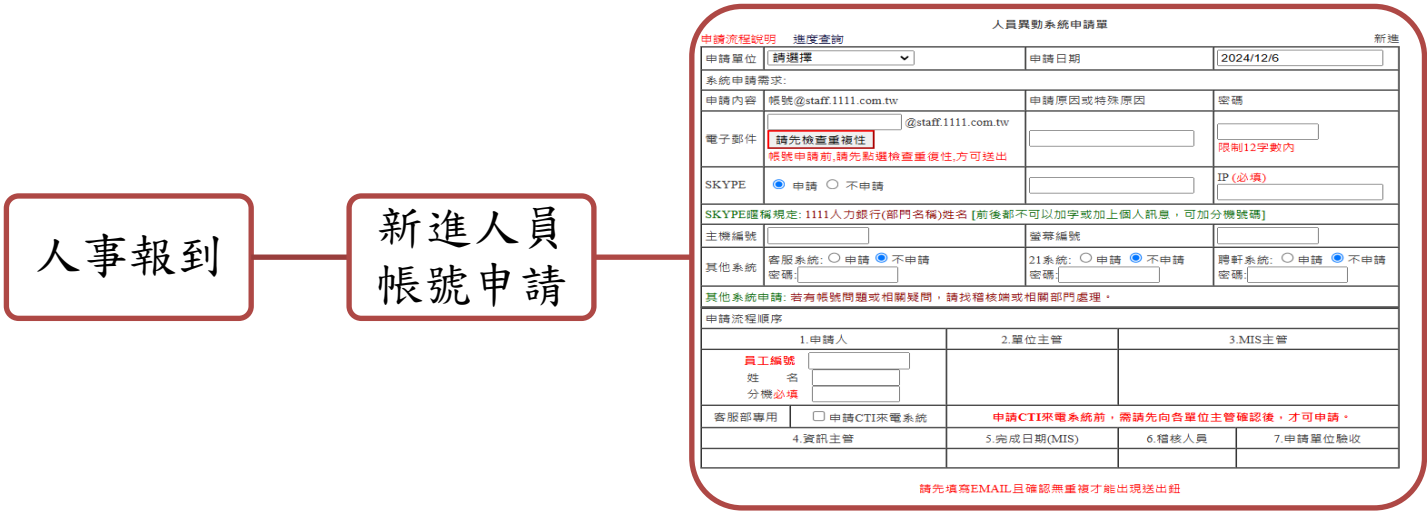 人事報到
新進人員
帳號申請
人員異動系統申請單
申請流程說明 進度查詢 新進
申請單位 請選擇 申請日期 2024/12/6
系統申請需求:
申請內容 帳號@staff.1111.com.tw 申請原因或特殊原因 密碼
電子郵件 @staff.1111.com.tw
請先檢查重複性
帳號申請前,請先點選檢查重復性,方可送出
限制12字數內
SKYPE 申請 不申請 IP (必填)
SKYPE暱稱規定: 1111人力銀行(部門名稱)姓名 [前後都不可以加字或加上個人訊息，可加分機號碼]
主機編號 螢幕編號
其他系統 客服系統: 申請 不申請 21系統: 申請 不申請 聘軒系統: 申請 不申請
密碼: 密碼: 密碼:
其他系統申請: 若有帳號問題或相關疑問，請找稽核端或相關部門處理。
申請流程順序
1.申請人 2.單位主管 3.MIS主管
員工編號
姓 名
分機必填
客服部專用 申請CTI來電系統 申請CTI來電系統前，需請先向各單位主管確認後，才可申請。
4.資訊主管 5.完成日期(MIS) 6.稽核人員 7.申請單位驗收
請先填寫EMAIL且確認無重複才能出現送出鈕